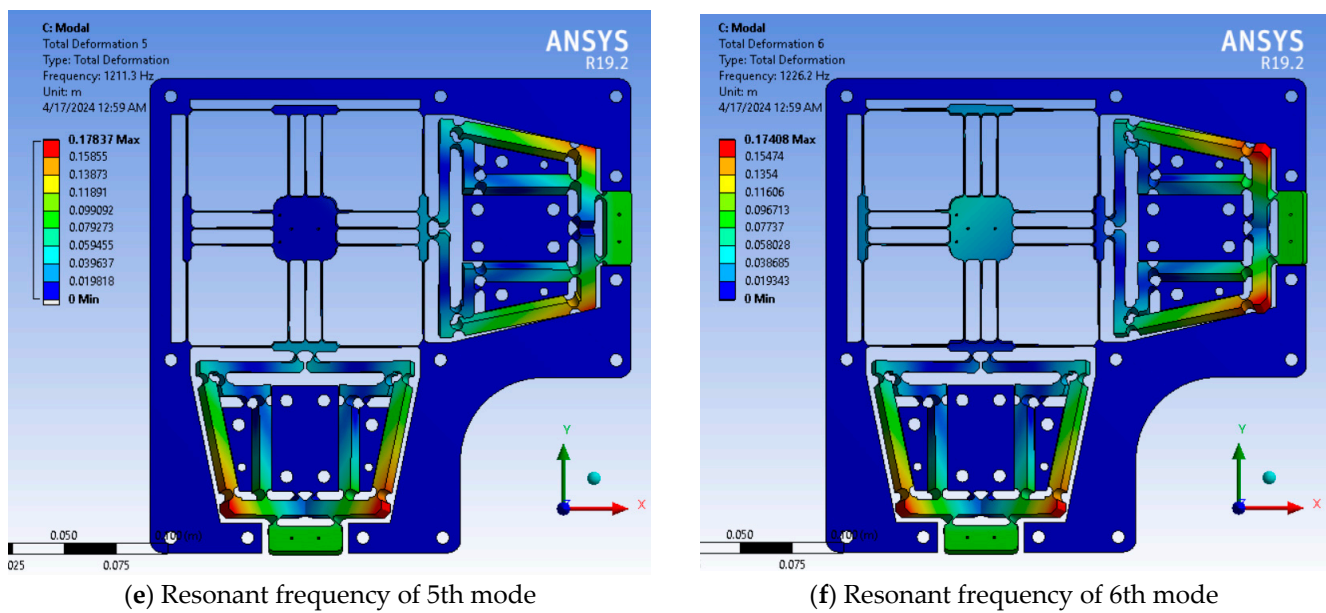 C: Modal
Total Deformation 5
Type: Total Deformation
Frequency: 1211.3 Hz
Unit: m
4/17/2024 12:59 AM
ANSYS
R19.2
0.17837 Max
0.15855
0.13873
0.11891
0.099092
0.079273
0.059455
0.039637
0.019818
0 Min
Y
X
0.050
0.100 (m)
025
0.075
(e) Resonant frequency of 5th mode
C: Modal
Total Deformation 6
Type: Total Deformation
Frequency: 1226.2 Hz
Unit: m
4/17/2024 12:59 AM
ANSYS
R19.2
0.17408 Max
0.15474
0.1354
0.11606
0.096713
0.07737
0.058028
0.038685
0.019343
0 Min
Y
X
0.050
0.100 (m)
0.075
(f) Resonant frequency of 6th mode